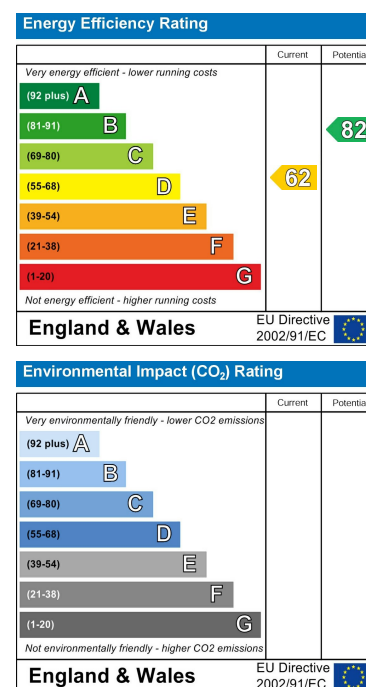 Energy Efficiency Rating
Current Potentia
Very energy efficient - lower running costs
(92 plus) A
(81-91) B
(69-80) C
(55-68) D
(39-54) E
(21-38) F
(1-20) G
62
82
Not energy efficient - higher running costs
England & Wales
EU Directive
2002/91/EC
Environmental Impact (CO₂) Rating
Current Potentia
Very environmentally friendly - lower CO2 emissions
(92 plus) A
(81-91) B
(69-80) C
(55-68) D
(39-54) E
(21-38) F
(1-20) G
Not environmentally friendly - higher CO2 emissions
England & Wales
EU Directive
2002/91/EC